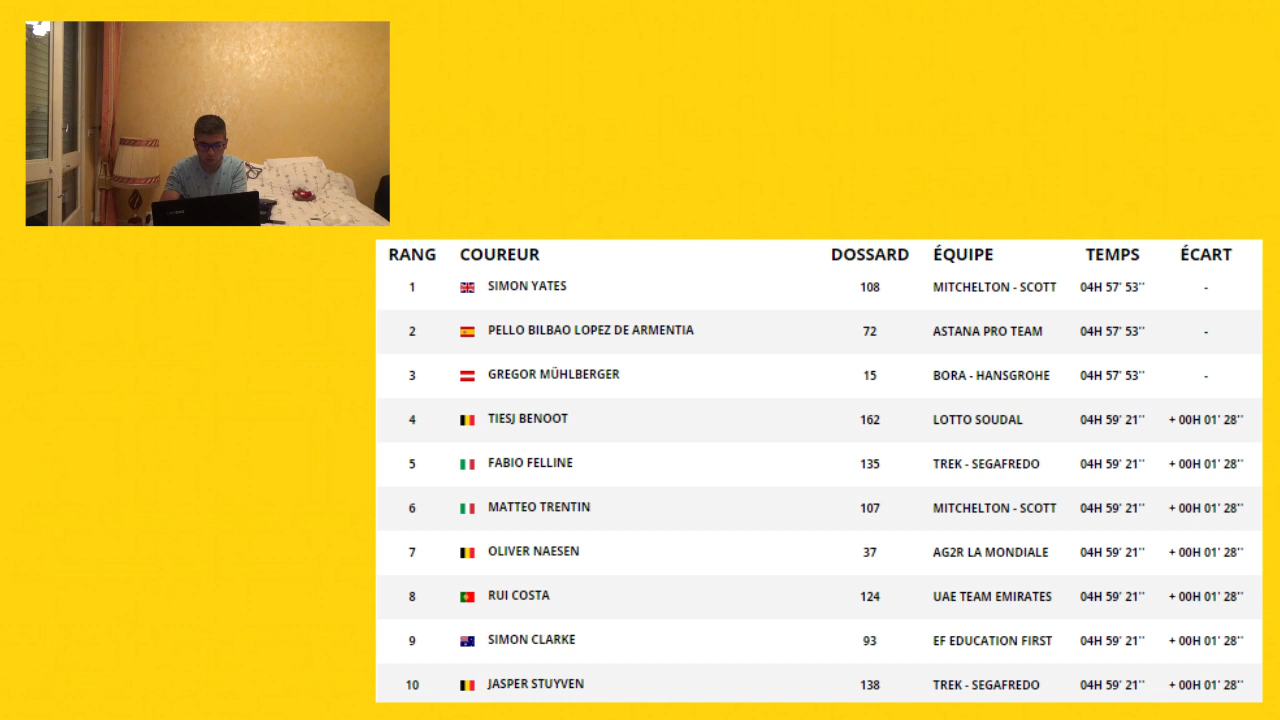 RANG COUREUR DOSSARD ÉQUIPE TEMPS ÉCART
1 SIMON YATES 108 MITCHELTON - SCOTT 04H 57' 53'' -
2 PELLO BILBAO LOPEZ DE ARMENTIA 72 ASTANA PRO TEAM 04H 57' 53'' -
3 GREGOR MÜHLBERGER 15 BORA - HANSGROHE 04H 57' 53'' -
4 TIESJ BENOOT 162 LOTTO SOUDAL 04H 59' 21'' + 00H 01' 28''
5 FABIO FELLINE 135 TREK - SEGAFREDO 04H 59' 21'' + 00H 01' 28''
6 MATTEO TRENTIN 107 MITCHELTON - SCOTT 04H 59' 21'' + 00H 01' 28''
7 OLIVER NAESEN 37 AG2R LA MONDIALE 04H 59' 21'' + 00H 01' 28''
8 RUI COSTA 124 UAE TEAM EMIRATES 04H 59' 21'' + 00H 01' 28''
9 SIMON CLARKE 93 EF EDUCATION FIRST 04H 59' 21'' + 00H 01' 28''
10 JASPER STUYVEN 138 TREK - SEGAFREDO 04H 59' 21'' + 00H 01' 28''